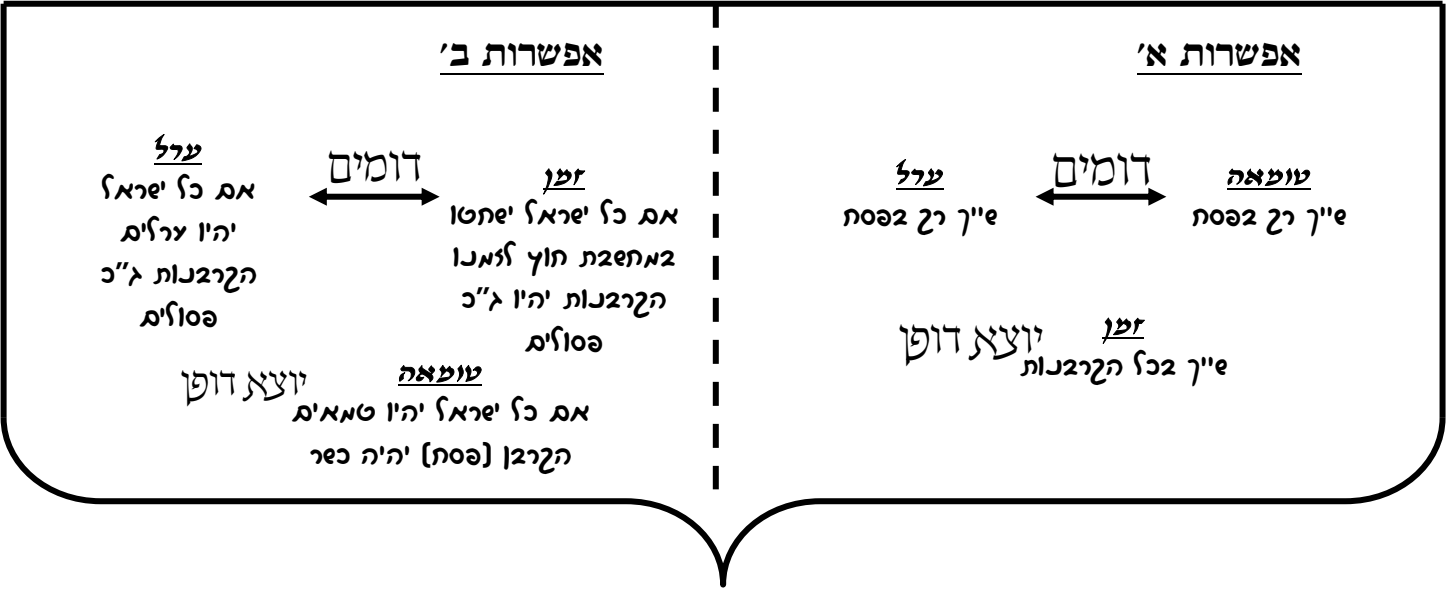 אפשרות א׳
טומאה
שייך רק בפסח
דומים
ערל
שייך רק בפסח
זמן
שייך בכל הקרבנות
יוצא דופן
אפשרות ב׳
זמן
אם כל ישראל ישחטו
במחשבת חוץ לזמנו
הקרבנות יהיו ג״כ
פסולים
דומים
ערל
אם כל ישראל
יהיו ערלים
הקרבנות ג״כ
פסולים
טומאה
אם כל ישראל יהיו טמאים
הקרבן (פסח) יהיה כשר
יוצא דופן